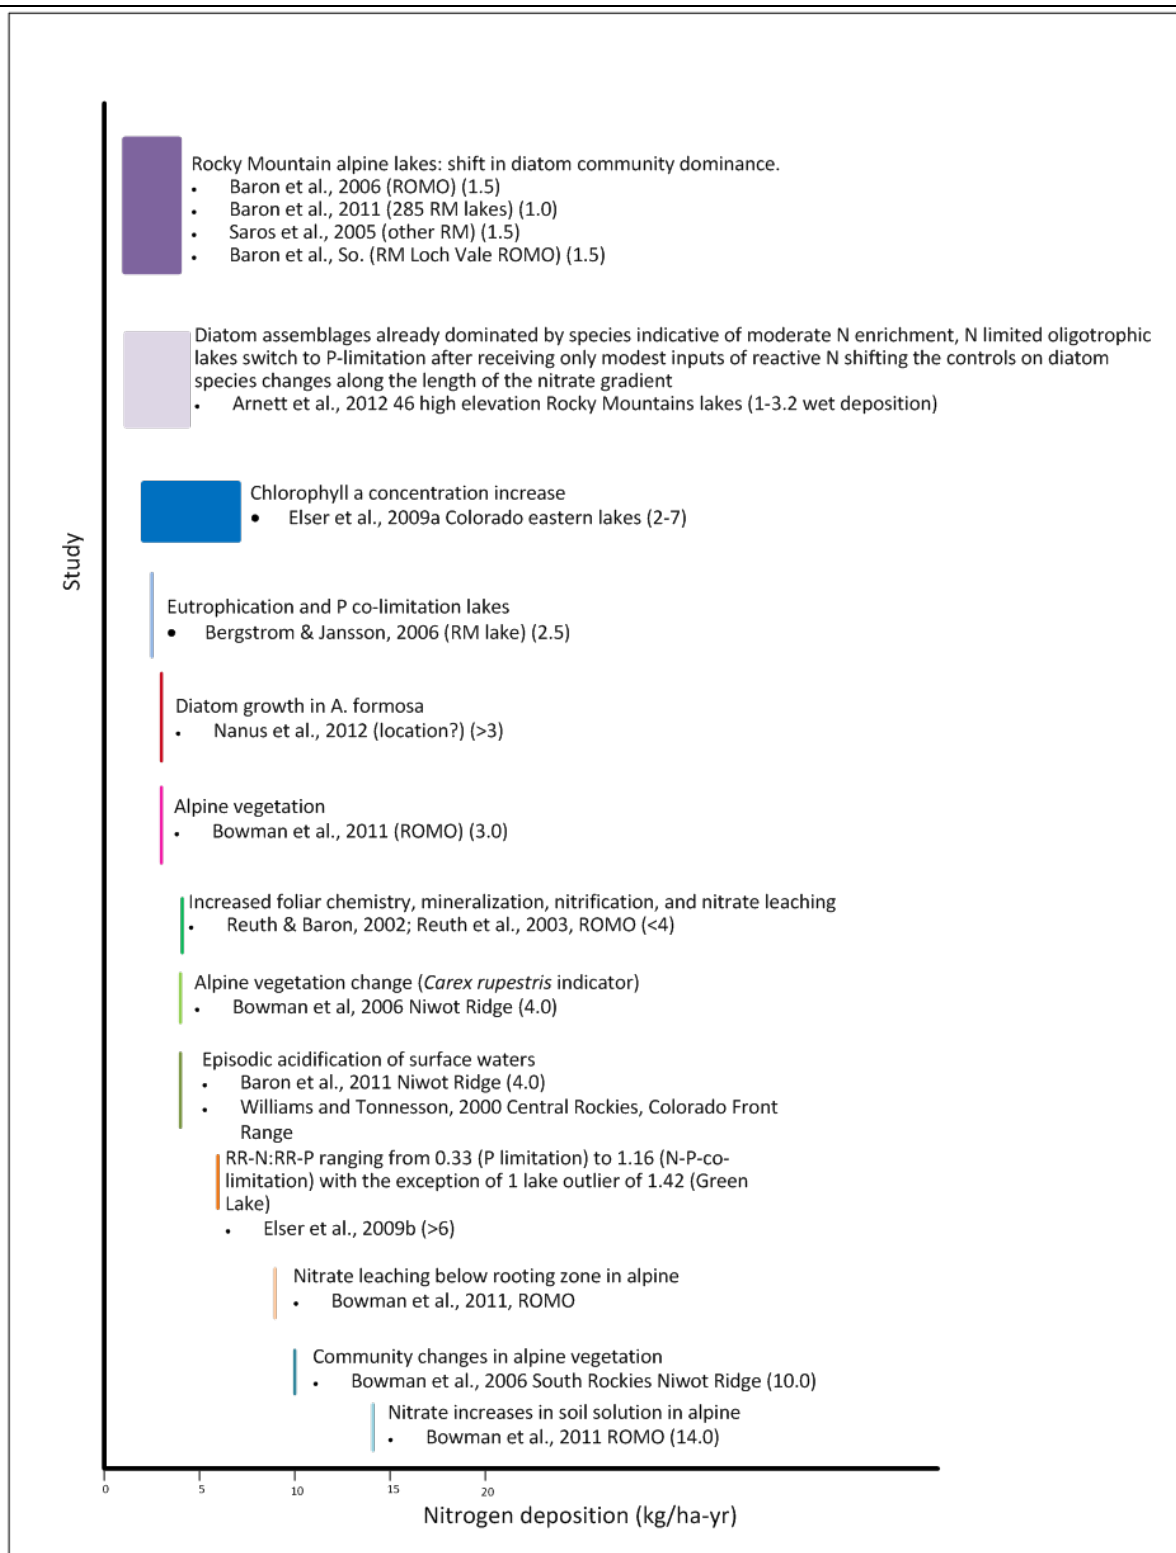 Rocky Mountain alpine lakes: shift in diatom community dominance.
• Baron et al., 2006 (ROMO) (1.5)
• Baron et al., 2011 (285 RM lakes) (1.0)
• Saros et al., 2005 (other RM) (1.5)
• Baron et al., So. (RM Loch Vale ROMO) (1.5)
Diatom assemblages already dominated by species indicative of moderate N enrichment, N limited oligotrophic
lakes switch to P-limitation after receiving only modest inputs of reactive N shifting the controls on diatom
species changes along the length of the nitrate gradient
• Arnett et al., 2012 46 high elevation Rocky Mountains lakes (1-3.2 wet deposition)
Chlorophyll a concentration increase
• Elser et al., 2009a Colorado eastern lakes (2-7)
Study
Eutrophication and P co-limitation lakes
• Bergstrom & Jansson, 2006 (RM lake) (2.5)
Diatom growth in A. formosa
• Nanus et al., 2012 (location?) (>3)
Alpine vegetation
• Bowman et al., 2011 (ROMO) (3.0)
Increased foliar chemistry, mineralization, nitrification, and nitrate leaching
• Reuth & Baron, 2002; Reuth et al., 2003, ROMO (<4)
Alpine vegetation change (Carex rupestris indicator)
• Bowman et al, 2006 Niwot Ridge (4.0)
Episodic acidification of surface waters
• Baron et al., 2011 Niwot Ridge (4.0)
• Williams and Tonnesson, 2000 Central Rockies, Colorado Front
Range
RR-N:RR-P ranging from 0.33 (P limitation) to 1.16 (N-P-co-
limitation) with the exception of 1 lake outlier of 1.42 (Green
Lake)
• Elser et al., 2009b (>6)
Nitrate leaching below rooting zone in alpine
• Bowman et al., 2011, ROMO
Community changes in alpine vegetation
• Bowman et al., 2006 South Rockies Niwot Ridge (10.0)
Nitrate increases in soil solution in alpine
• Bowman et al., 2011 ROMO (14.0)
0 5 10 15 20
Nitrogen deposition (kg/ha-yr)